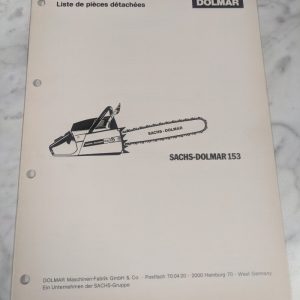 Liste de pièces détachées
DOLMAR
SACHS-DOLMAR
SACHS-DOLMAR 153
DOLMAR Maschinen-Fabrik GmbH & Co. - Postfach 70 04 20 - 2000 Hamburg 70 - West Germany
Ein Unternehmen der SACHS-Gruppe